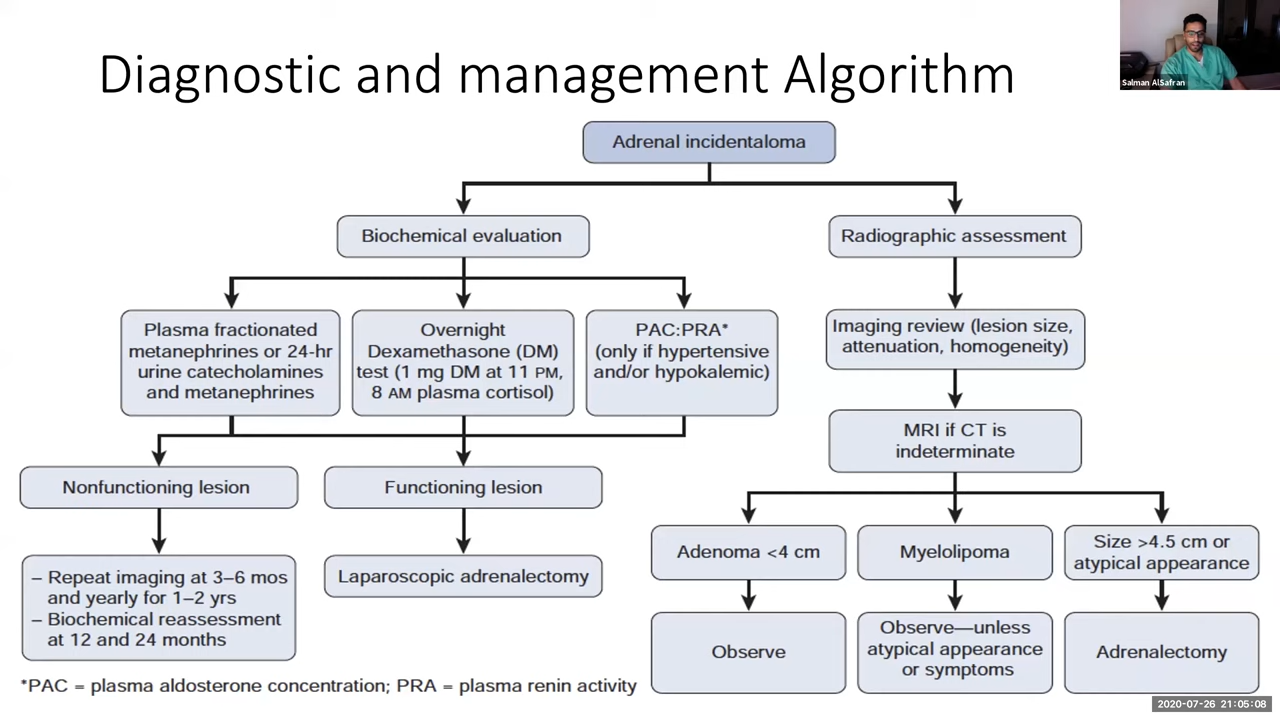 Diagnostic and management Algorithm
Salman AlSafran
Adrenal incidentaloma
Biochemical evaluation
Radiographic assessment
Plasma fractionated
metanephrines or 24-hr
urine catecholamines
and metanephrines
Overnight
Dexamethasone (DM)
test (1 mg DM at 11 PM,
8 AM plasma cortisol)
PAC:PRA*
(only if hypertensive
and/or hypokalemic)
Imaging review (lesion size,
attenuation, homogeneity)
MRI if CT is
indeterminate
Nonfunctioning lesion
Functioning lesion
Adenoma <4 cm
Myelolipoma
Size >4.5 cm or
atypical appearance
– Repeat imaging at 3–6 mos
and yearly for 1–2 yrs
– Biochemical reassessment
at 12 and 24 months
Laparoscopic adrenalectomy
Observe
Observe—unless
atypical appearance
or symptoms
Adrenalectomy
*PAC = plasma aldosterone concentration; PRA = plasma renin activity
2020-07-26 21:05:08